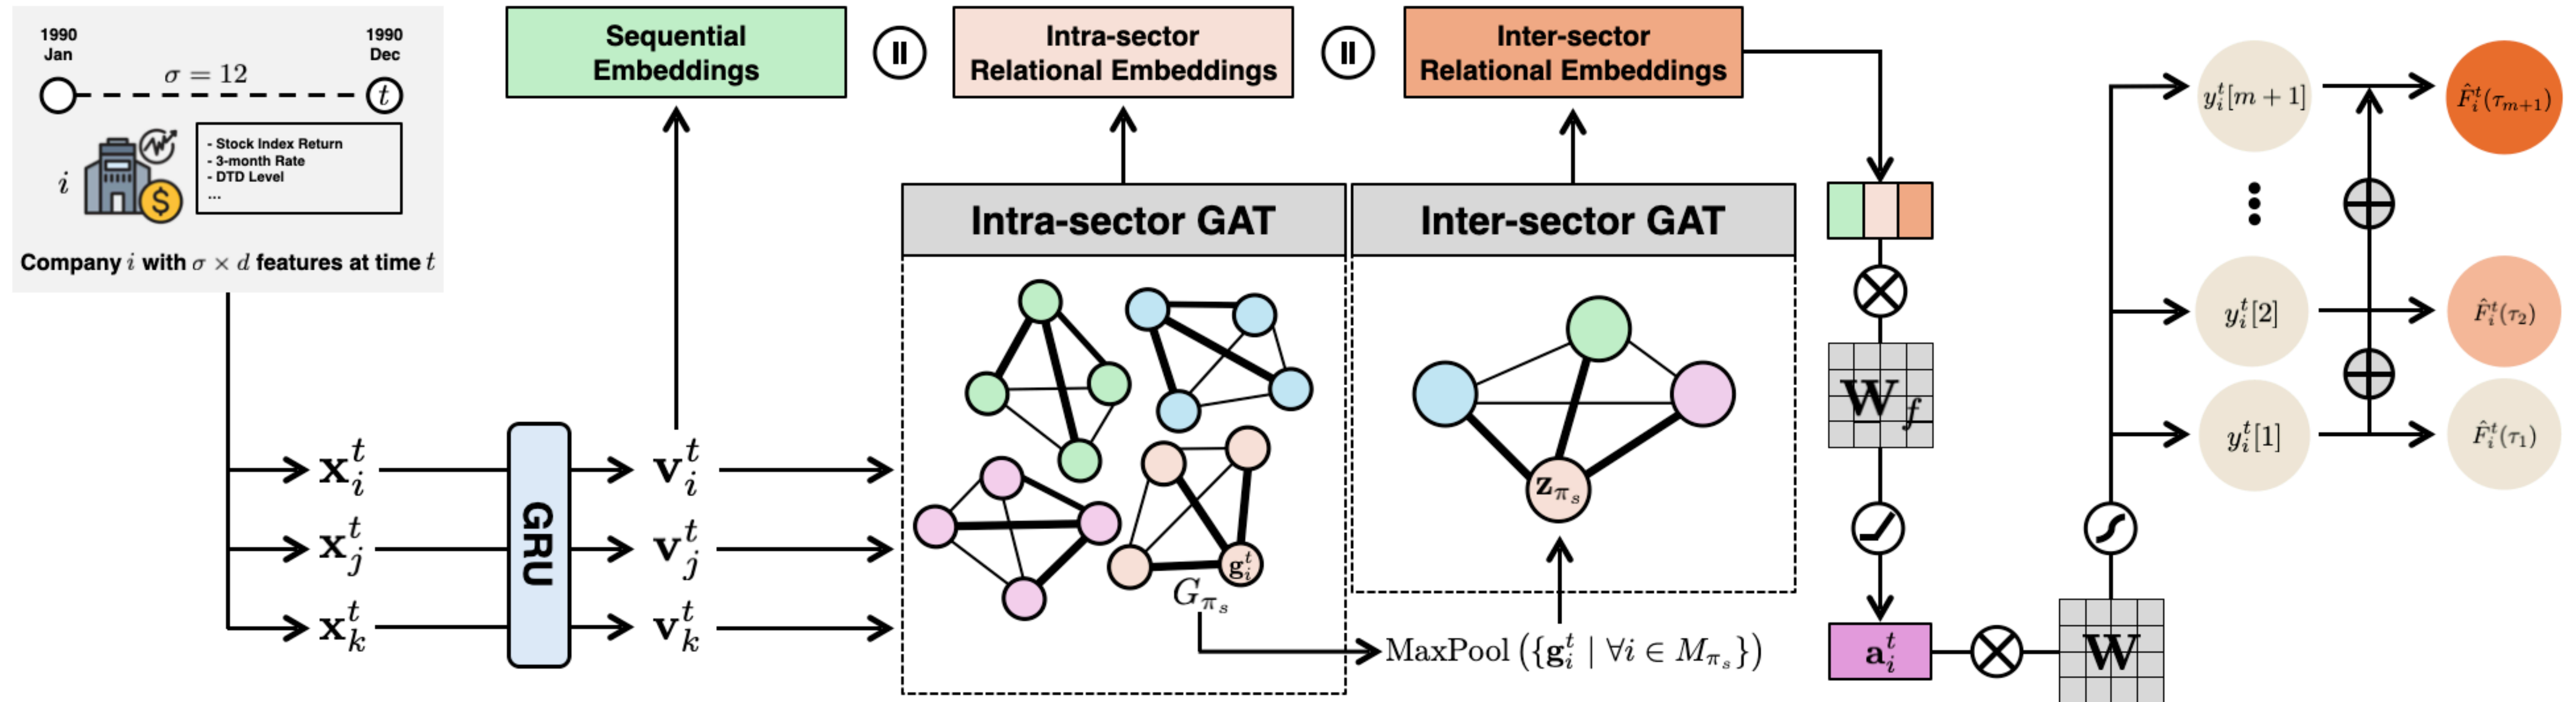 1990
Jan
1990
Dec
σ = 12
t
i
- Stock Index Return
- 3-month Rate
- DTD Level
...
Company i with σ × d features at time t
Sequential
Embeddings
||
Intra-sector
Relational Embeddings
||
Inter-sector
Relational Embeddings
Intra-sector GAT
Inter-sector GAT
x_i^t
x_j^t
x_k^t
GRU
v_i^t
v_j^t
v_k^t
g_i^t
G_{π_s}
z_{π_s}
MaxPool ({g_i^t | ∀i ∈ M_{π_s}})
W_f
a_i^t
W
y_i^t[m + 1]
y_i^t[2]
y_i^t[1]
F̂_i^t(τ_{m+1})
F̂_i^t(τ_2)
F̂_i^t(τ_1)